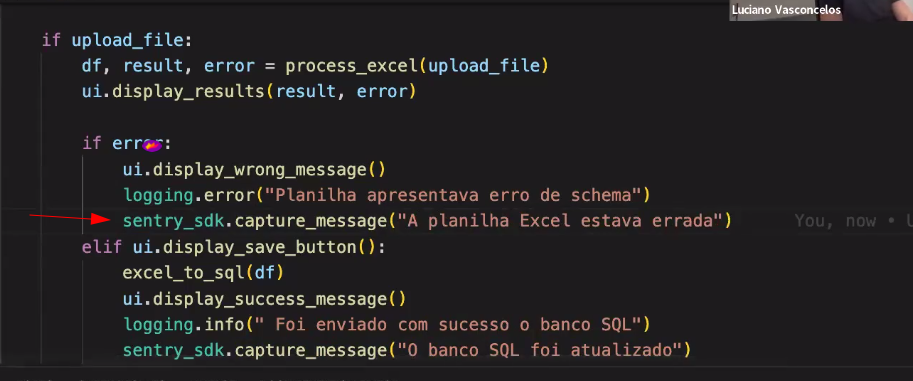 Luciano Vasconcelos
if upload_file:
df, result, error = process_excel(upload_file)
ui.display_results(result, error)
if error:
ui.display_wrong_message()
logging.error("Planilha apresentava erro de schema")
sentry_sdk.capture_message("A planilha Excel estava errada") You, now •
elif ui.display_save_button():
excel_to_sql(df)
ui.display_success_message()
logging.info(" Foi enviado com sucesso o banco SQL")
sentry_sdk.capture_message("O banco SQL foi atualizado")